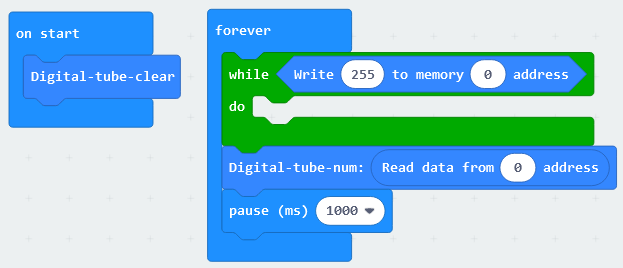 on start
Digital-tube-clear
forever
while Write 255 to memory 0 address
do
Digital-tube-num: Read data from 0 address
pause (ms) 1000